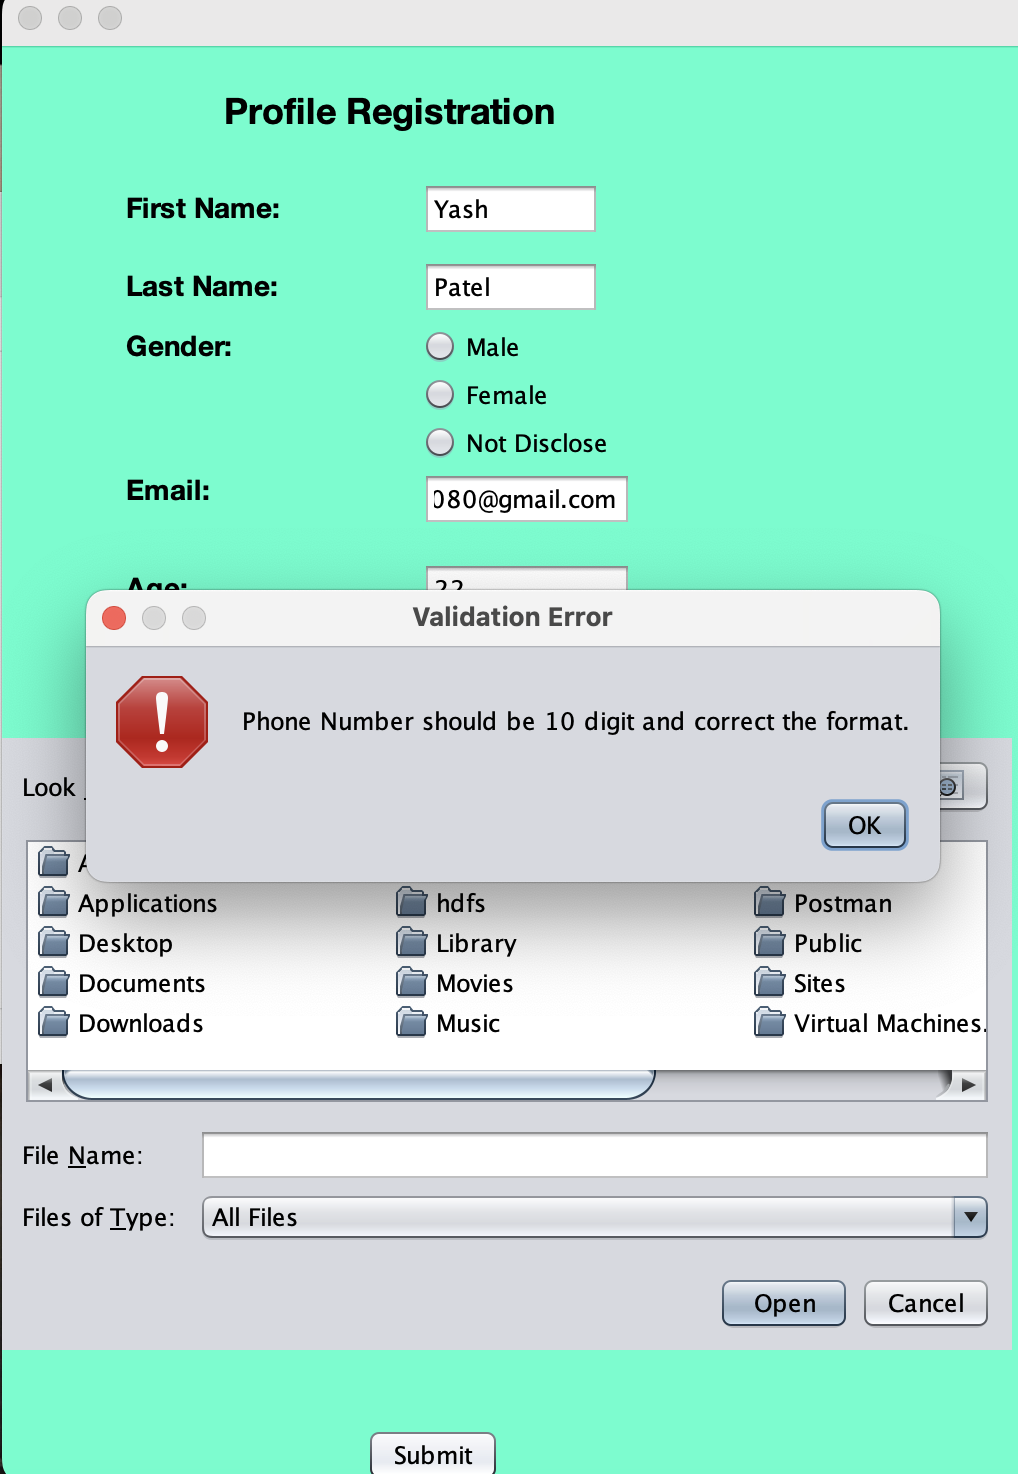 Profile Registration
First Name: Yash
Last Name: Patel
Gender: Male
Female
Not Disclose
Email: 080@gmail.com
Age: 22
Validation Error
Phone Number should be 10 digit and correct the format.
OK
Look
Applications hdfs Postman
Desktop Library Public
Documents Movies Sites
Downloads Music Virtual Machines.
File Name:
Files of Type: All Files
Open Cancel
Submit